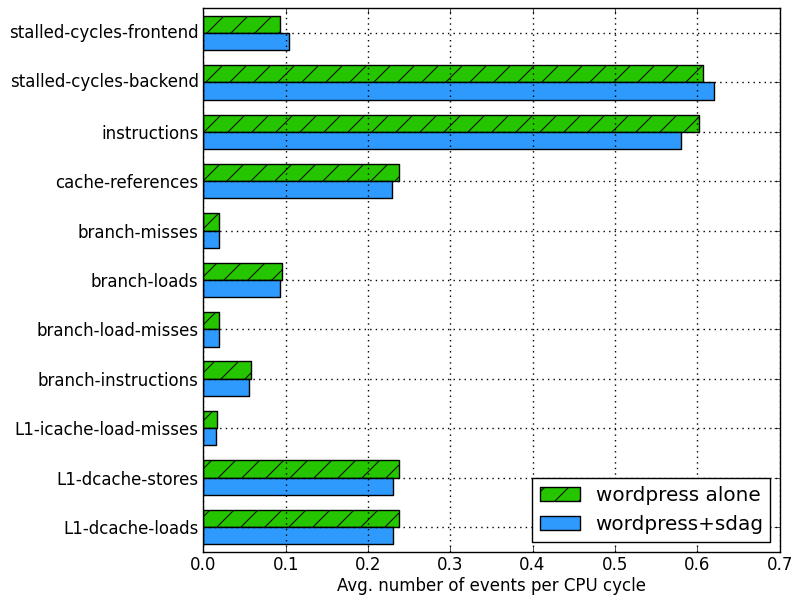 stalled-cycles-frontend
stalled-cycles-backend
instructions
cache-references
branch-misses
branch-loads
branch-load-misses
branch-instructions
L1-icache-load-misses
L1-dcache-stores
L1-dcache-loads
wordpress alone
wordpress+sdag
0.0 0.1 0.2 0.3 0.4 0.5 0.6 0.7
Avg. number of events per CPU cycle